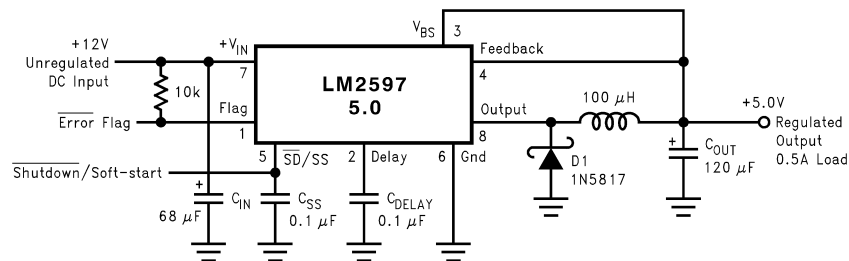 V_BS 3
+12V
Unregulated
DC Input
+V_IN
7
10k
Flag
1
Error Flag
LM2597
5.0
Feedback
4
Output
8
100 µH
+5.0V
Regulated
Output
0.5A Load
5 SD/SS
2 Delay
6 Gnd
Shutdown/Soft-start
+
C_IN
68 µF
C_SS
0.1 µF
C_DELAY
0.1 µF
D1
1N5817
+
C_OUT
120 µF